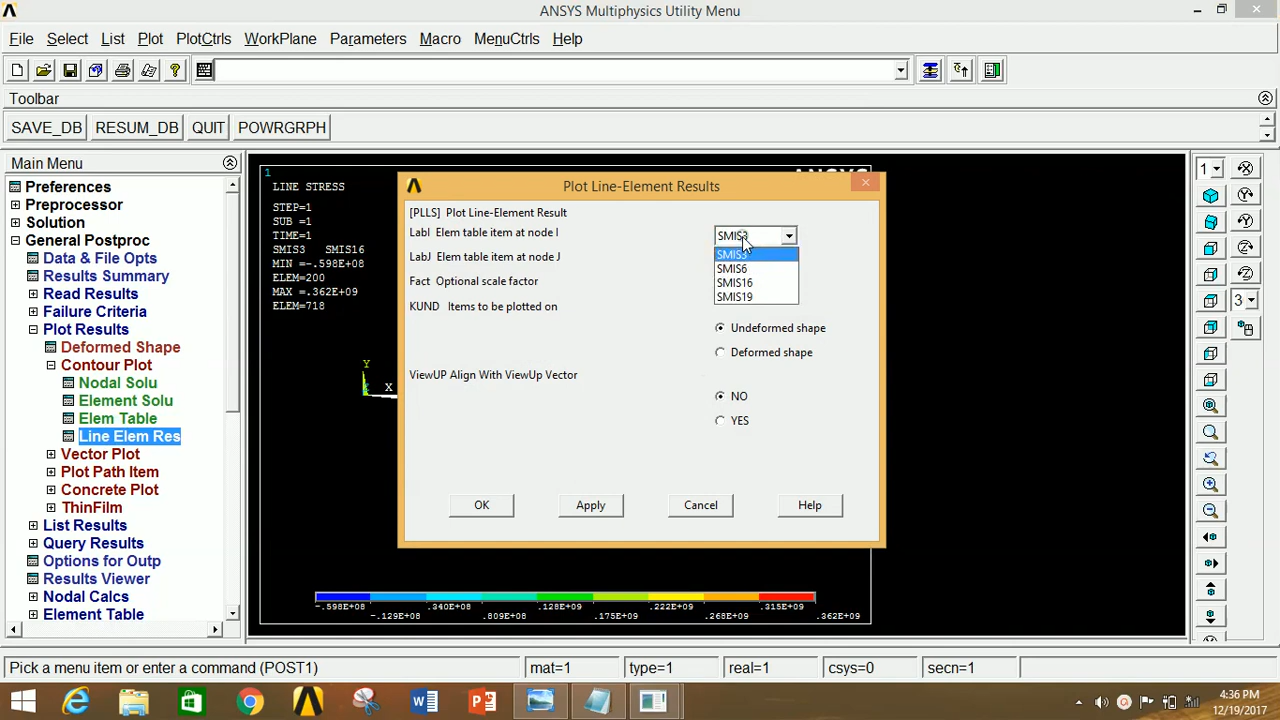 ANSYS Multiphysics Utility Menu
File Select List Plot PlotCtrls WorkPlane Parameters Macro MenuCtrls Help
Toolbar
SAVE_DB RESUM_DB QUIT POWRGRPH
Main Menu
Preferences
Preprocessor
Solution
General Postproc
Data & File Opts
Results Summary
Read Results
Failure Criteria
Plot Results
Deformed Shape
Contour Plot
Nodal Solu
Element Solu
Elem Table
Line Elem Res
Vector Plot
Plot Path Item
Concrete Plot
ThinFilm
List Results
Query Results
Options for Outp
Results Viewer
Nodal Calcs
Element Table
1
LINE STRESS
STEP=1
SUB =1
TIME=1
SMIS3 SMIS16
MIN =-.598E+08
ELEM=200
MAX =.362E+09
ELEM=718
Y
X
Plot Line-Element Results
[PLLS] Plot Line-Element Result
LabI Elem table item at node I
SMIS3
LabJ Elem table item at node J
SMIS3
SMIS6
SMIS16
SMIS19
Fact Optional scale factor
KUND Items to be plotted on
Undeformed shape
Deformed shape
ViewUP Align With ViewUp Vector
NO
YES
OK Apply Cancel Help
-.598E+08 .340E+08 .128E+09 .222E+09 .315E+09
-.129E+08 .809E+08 .175E+09 .268E+09 .362E+09
1
3
Pick a menu item or enter a command (POST1) mat=1 type=1 real=1 csys=0 secn=1
4:36 PM
12/19/2017